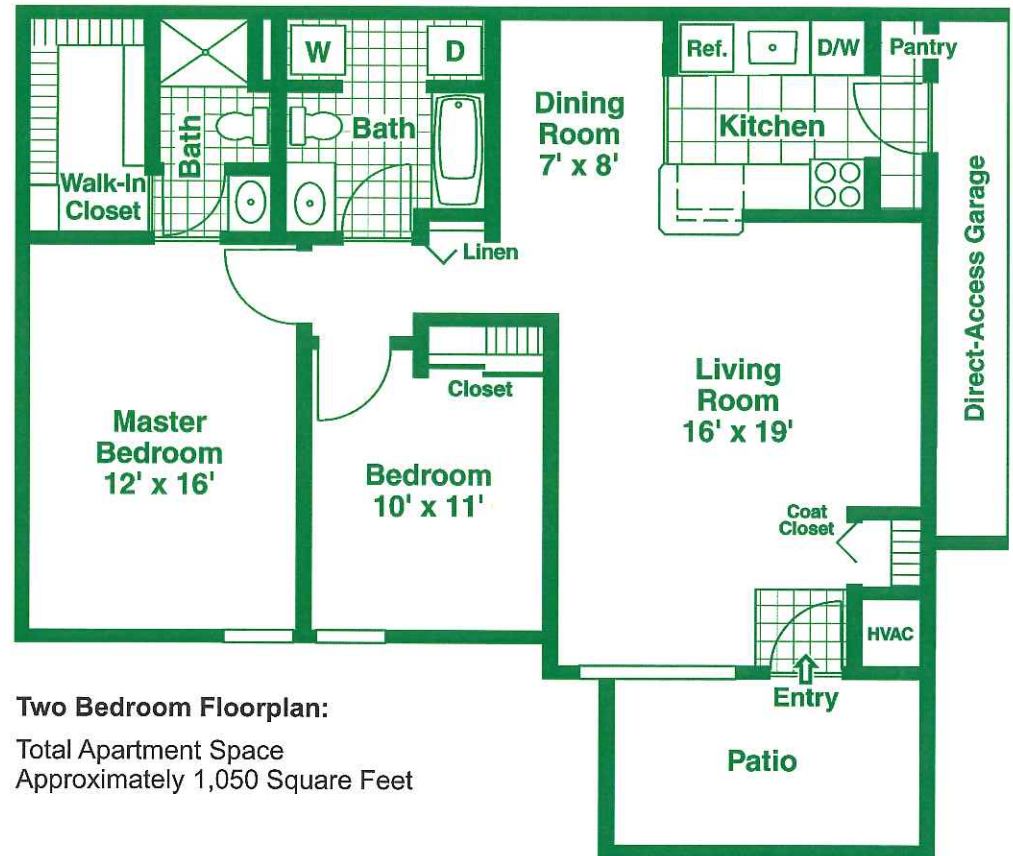 W
D
Ref.
D/W
Pantry
Dining
Room
7' x 8'
Kitchen
Bath
Bath
Walk-In
Closet
Linen
Direct-Access Garage
Closet
Living
Room
16' x 19'
Master
Bedroom
12' x 16'
Bedroom
10' x 11'
Coat
Closet
HVAC
Entry
Patio
Two Bedroom Floorplan:
Total Apartment Space
Approximately 1,050 Square Feet